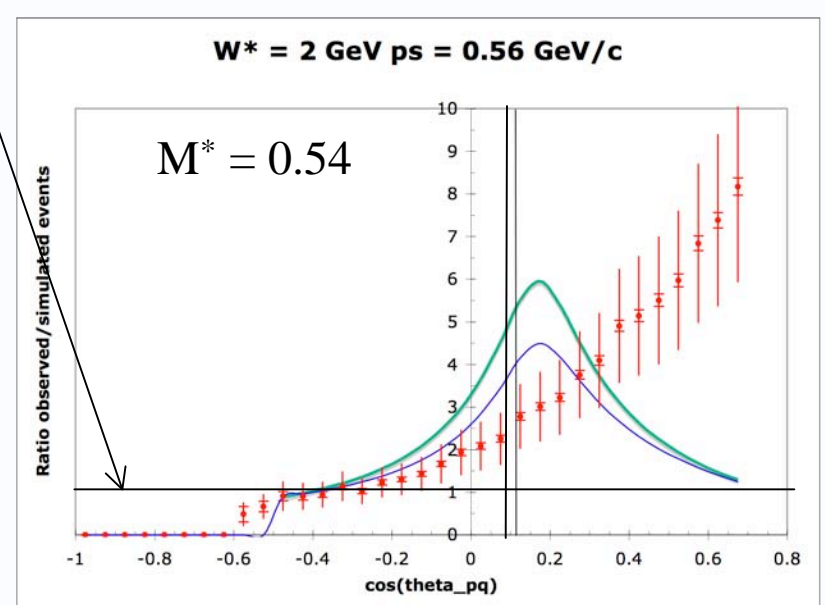 W* = 2 GeV ps = 0.56 GeV/c
M* = 0.54
Ratio observed/simulated events
10
9
8
7
6
5
4
3
2
1
0
-1 -0.8 -0.6 -0.4 -0.2 0 0.2 0.4 0.6 0.8
cos(theta_pq)